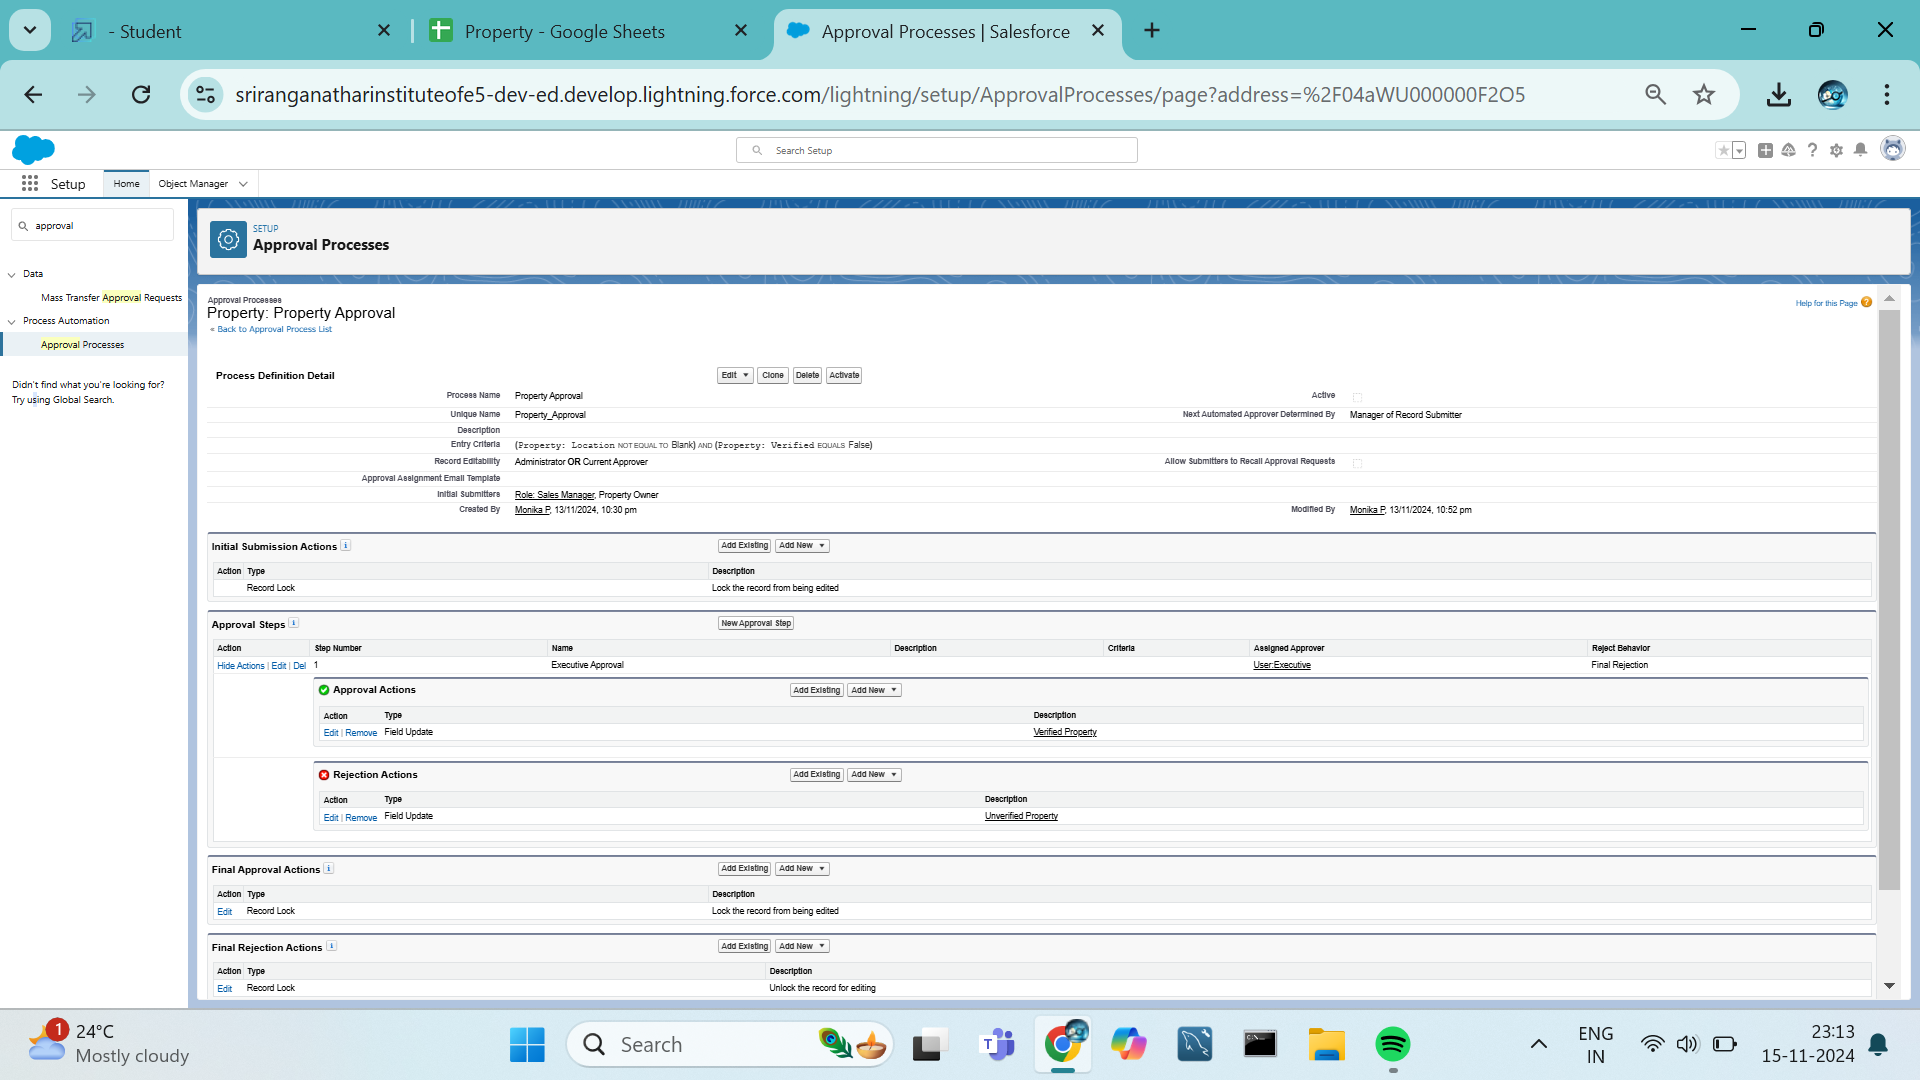 - Student
Property - Google Sheets
Approval Processes | Salesforce
sriranganatharinstituteofe5-dev-ed.develop.lightning.force.com/lightning/setup/ApprovalProcesses/page?address=%2F04aWU000000F2O5
Search Setup
Setup
Home
Object Manager
approval
Data
Mass Transfer Approval Requests
Process Automation
Approval Processes
Didn't find what you're looking for?
Try using Global Search.
SETUP
Approval Processes
Approval Processes
Property: Property Approval
« Back to Approval Process List
Help for this Page ?
Process Definition Detail
Edit Clone Delete Activate
Process Name Property Approval Active
Unique Name Property_Approval Next Automated Approver Determined By Manager of Record Submitter
Description
Entry Criteria (Property: Location NOT EQUAL TO Blank) AND (Property: Verified EQUALS False)
Record Editability Administrator OR Current Approver Allow Submitters to Recall Approval Requests
Approval Assignment Email Template
Initial Submitters Role: Sales Manager, Property Owner
Created By Monika P, 13/11/2024, 10:30 pm Modified By Monika P, 13/11/2024, 10:52 pm
Initial Submission Actions i Add Existing Add New
Action Type Description
Record Lock Lock the record from being edited
Approval Steps i New Approval Step
Action Step Number Name Description Criteria Assigned Approver Reject Behavior
Hide Actions | Edit | Del 1 Executive Approval User:Executive Final Rejection
Approval Actions Add Existing Add New
Action Type Description
Edit | Remove Field Update Verified Property
Rejection Actions Add Existing Add New
Action Type Description
Edit | Remove Field Update Unverified Property
Final Approval Actions i Add Existing Add New
Action Type Description
Edit Record Lock Lock the record from being edited
Final Rejection Actions i Add Existing Add New
Action Type Description
Edit Record Lock Unlock the record for editing
1
24°C
Mostly cloudy
Search
ENG
IN
23:13
15-11-2024